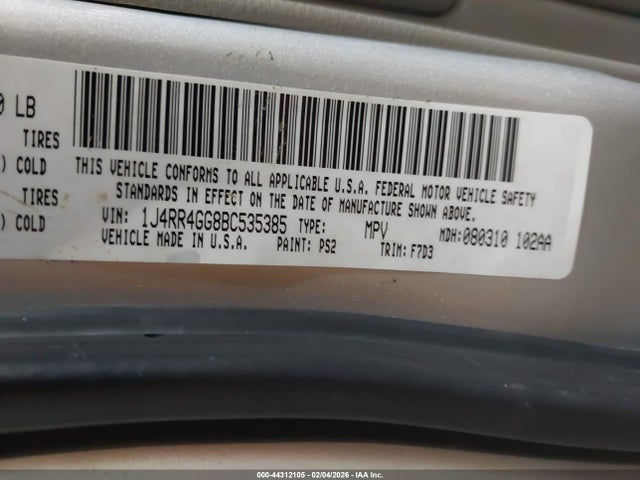 0 LB
TIRES
) COLD
TIRES
) COLD
THIS VEHICLE CONFORMS TO ALL APPLICABLE U.S.A. FEDERAL MOTOR VEHICLE SAFETY
STANDARDS IN EFFECT ON THE DATE OF MANUFACTURE SHOWN ABOVE.
VIN: 1J4RR4GG8BC535385 TYPE: MPV MDH:080310 102AA
VEHICLE MADE IN U.S.A. PAINT: PS2 TRIM: F7D3
000-44312105 - 02/04/2026 - IAA Inc.